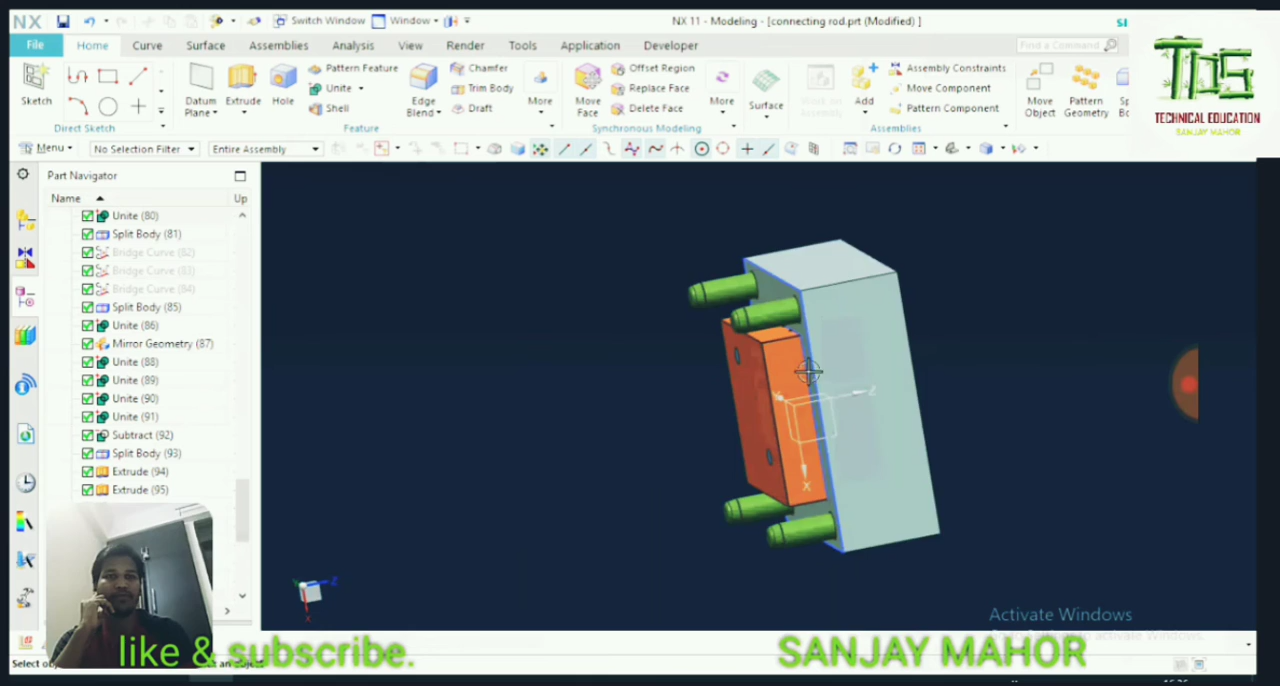 NX Switch Window Window NX 11 - Modeling - [connecting rod.prt (Modified) ] SI
File Home Curve Surface Assemblies Analysis View Render Tools Application Developer Find a Command
TDS
TECHNICAL EDUCATION
SANJAY MAHOR
Sketch
Direct Sketch
Datum Plane
Extrude
Hole
Pattern Feature
Unite
Shell
Edge Blend
Chamfer
Trim Body
Draft
More
Feature
Move Face
Offset Region
Replace Face
Delete Face
More
Synchronous Modeling
Surface
Add
Assembly Constraints
Move Component
Pattern Component
Assemblies
Move Object
Pattern Geometry
Menu No Selection Filter Entire Assembly
Part Navigator
Name Up
Unite (80)
Split Body (81)
Bridge Curve (82)
Bridge Curve (83)
Bridge Curve (84)
Split Body (85)
Unite (86)
Mirror Geometry (87)
Unite (88)
Unite (89)
Unite (90)
Unite (91)
Subtract (92)
Split Body (93)
Extrude (94)
Extrude (95)
Z
X
Z
X
Activate Windows
like & subscribe.
SANJAY MAHOR